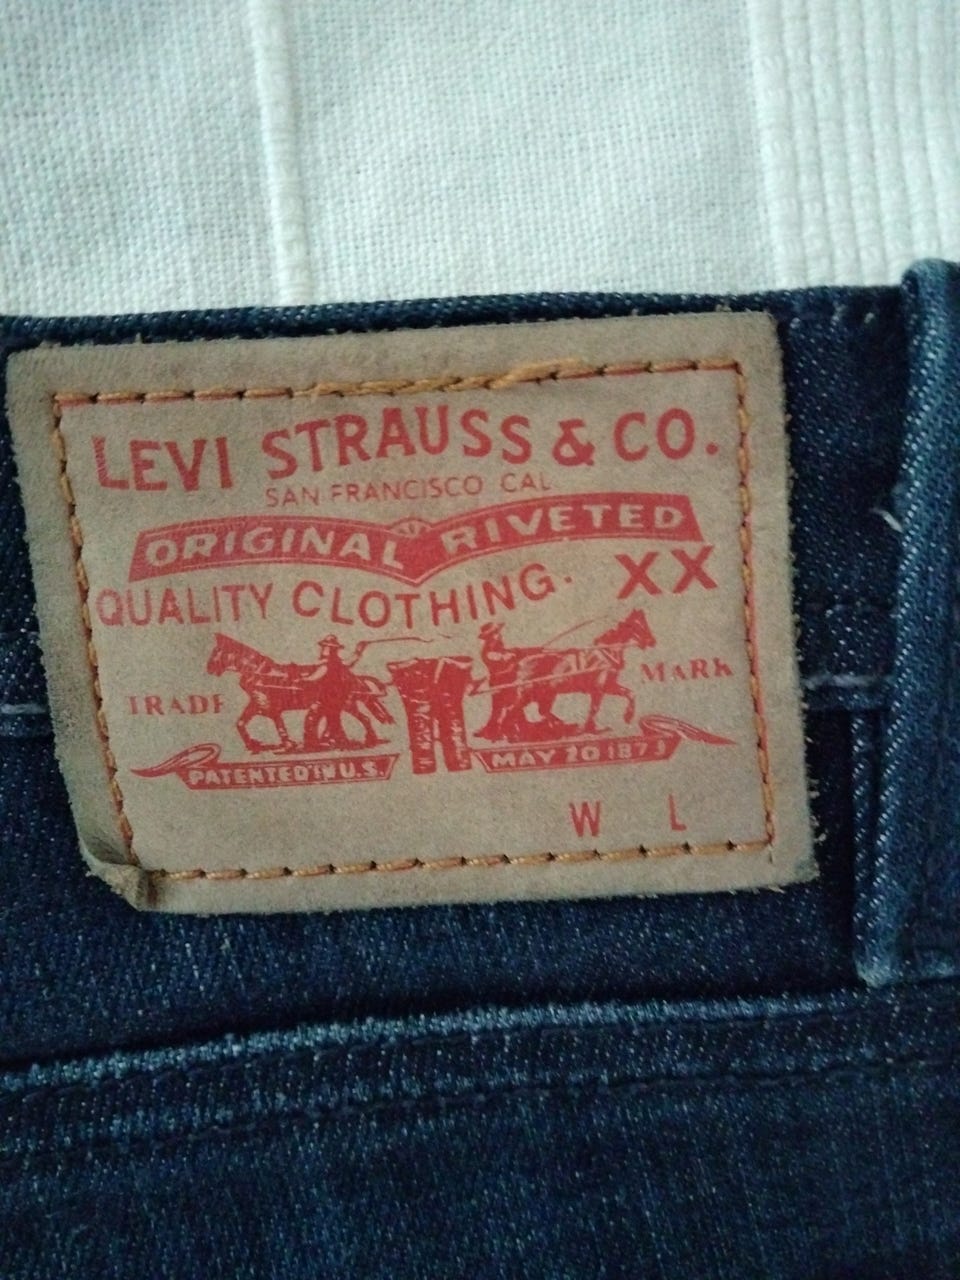 LEVI STRAUSS & CO.
SAN FRANCISCO CAL
ORIGINAL RIVETED
QUALITY CLOTHING. XX
TRADE MARK
PATENTED IN U.S. MAY 20 1873
W L